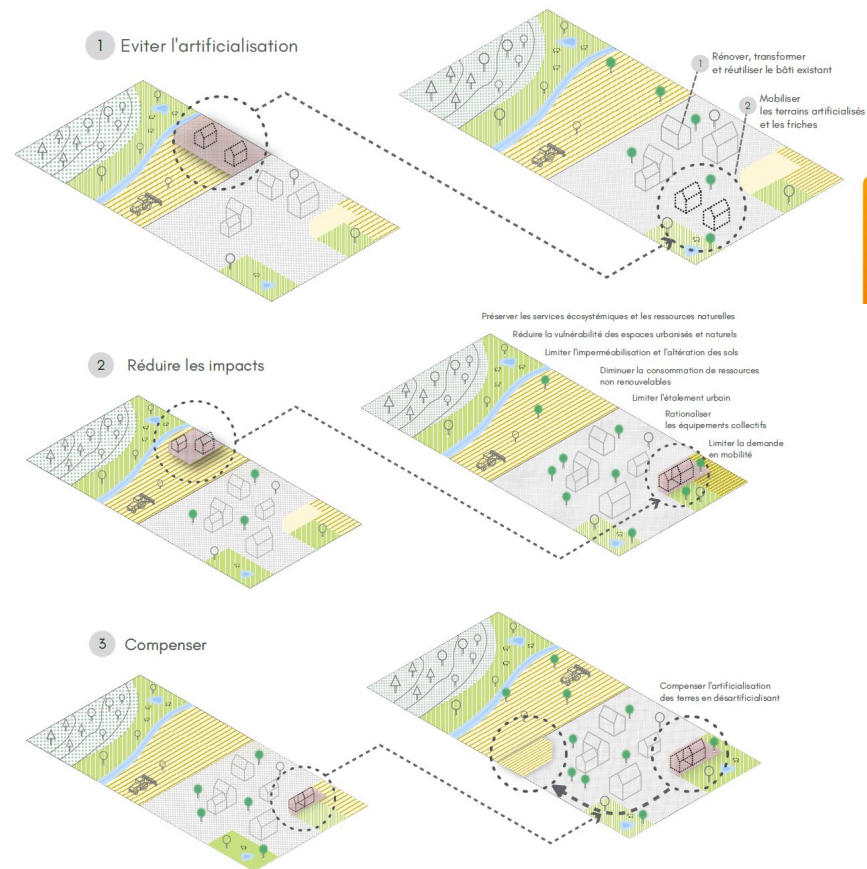 1 Eviter l'artificialisation
1 Rénover, transformer
et réutiliser le bâti existant
2 Mobiliser
les terrains artificialisés
et les friches
2 Réduire les impacts
Préserver les services écosystémiques et les ressources naturelles
Réduire la vulnérabilité des espaces urbanisés et naturels
Limiter l'imperméabilisation et l'altération des sols
Diminuer la consommation de ressources
non renouvelables
Limiter l'étalement urbain
Rationaliser
les équipements collectifs
Limiter la demande
en mobilité
3 Compenser
Compenser l'artificialisation
des terres en désartificialisant